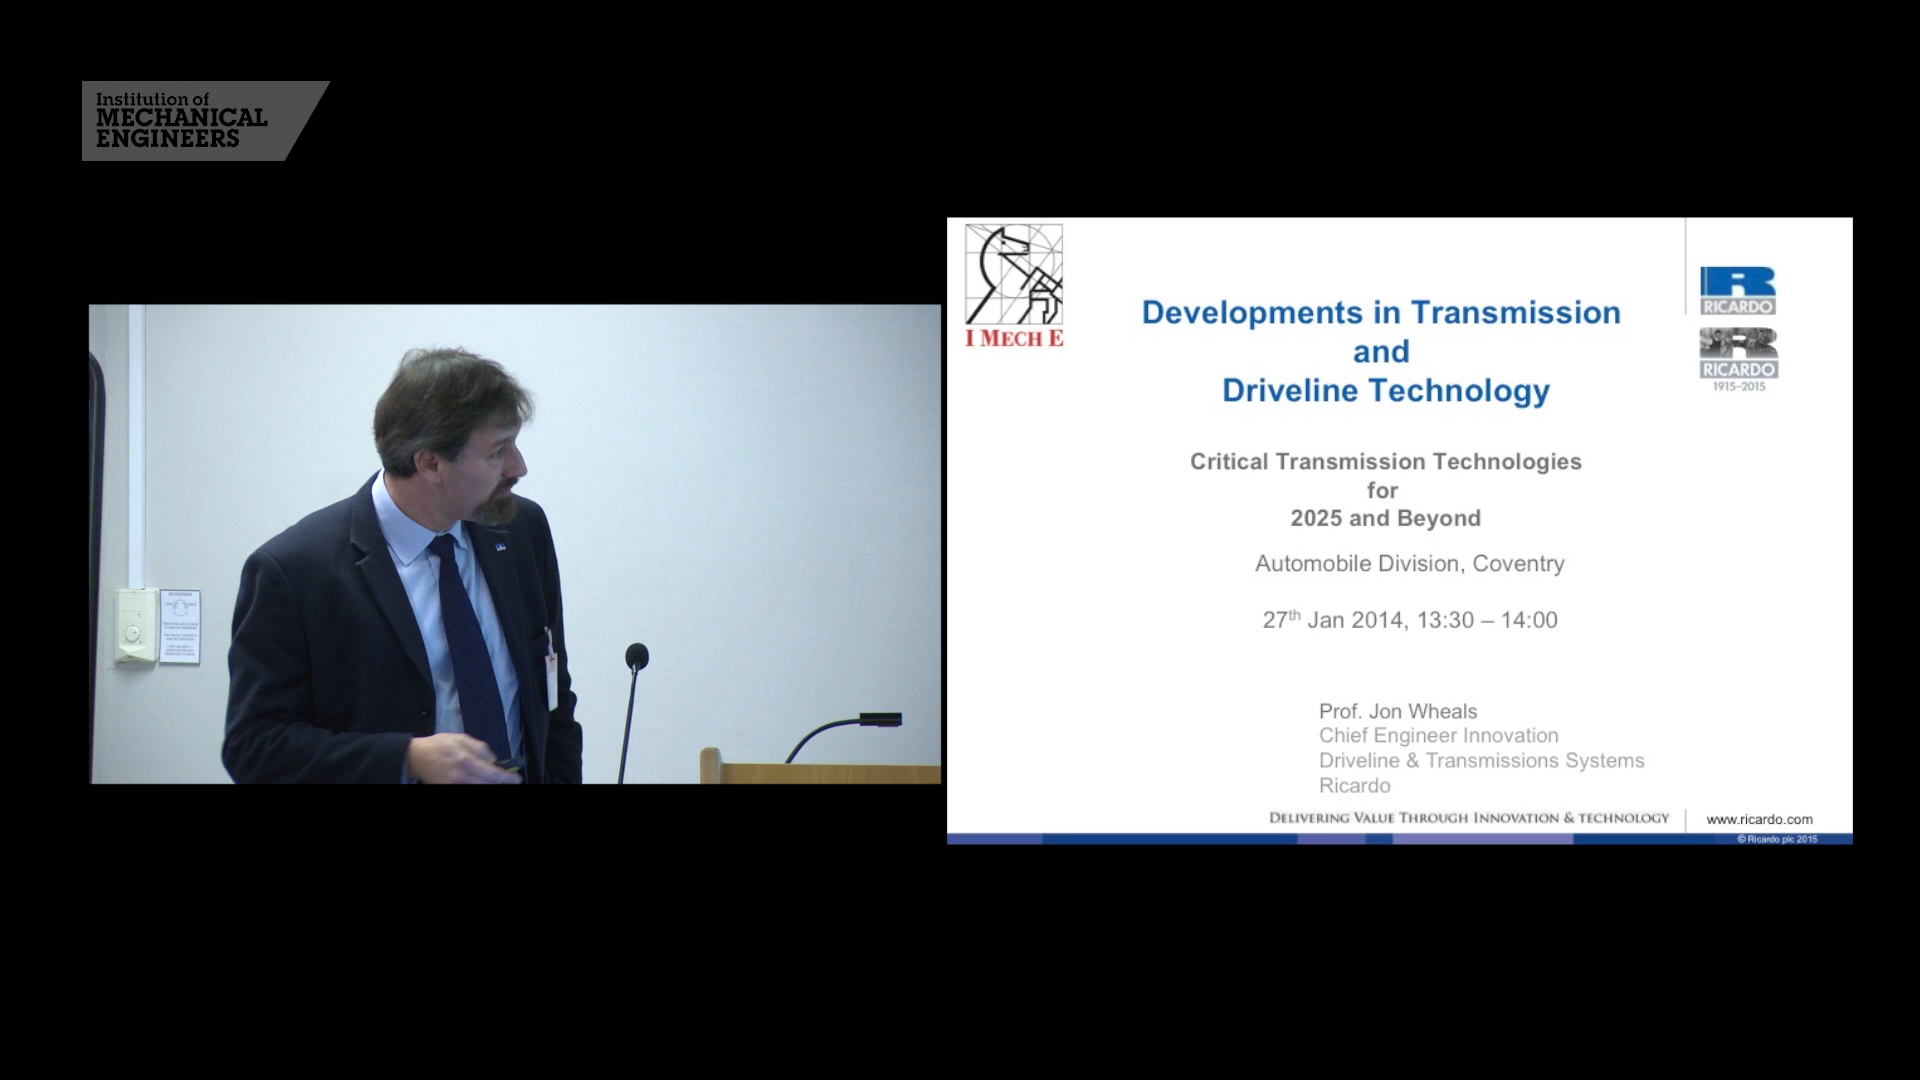 Institution of
MECHANICAL
ENGINEERS
I MECH E
Developments in Transmission
and
Driveline Technology
RICARDO
RICARDO
1915–2015
Critical Transmission Technologies
for
2025 and Beyond
Automobile Division, Coventry
27th Jan 2014, 13:30 – 14:00
Prof. Jon Wheals
Chief Engineer Innovation
Driveline & Transmissions Systems
Ricardo
DELIVERING VALUE THROUGH INNOVATION & TECHNOLOGY
www.ricardo.com
© Ricardo plc 2015